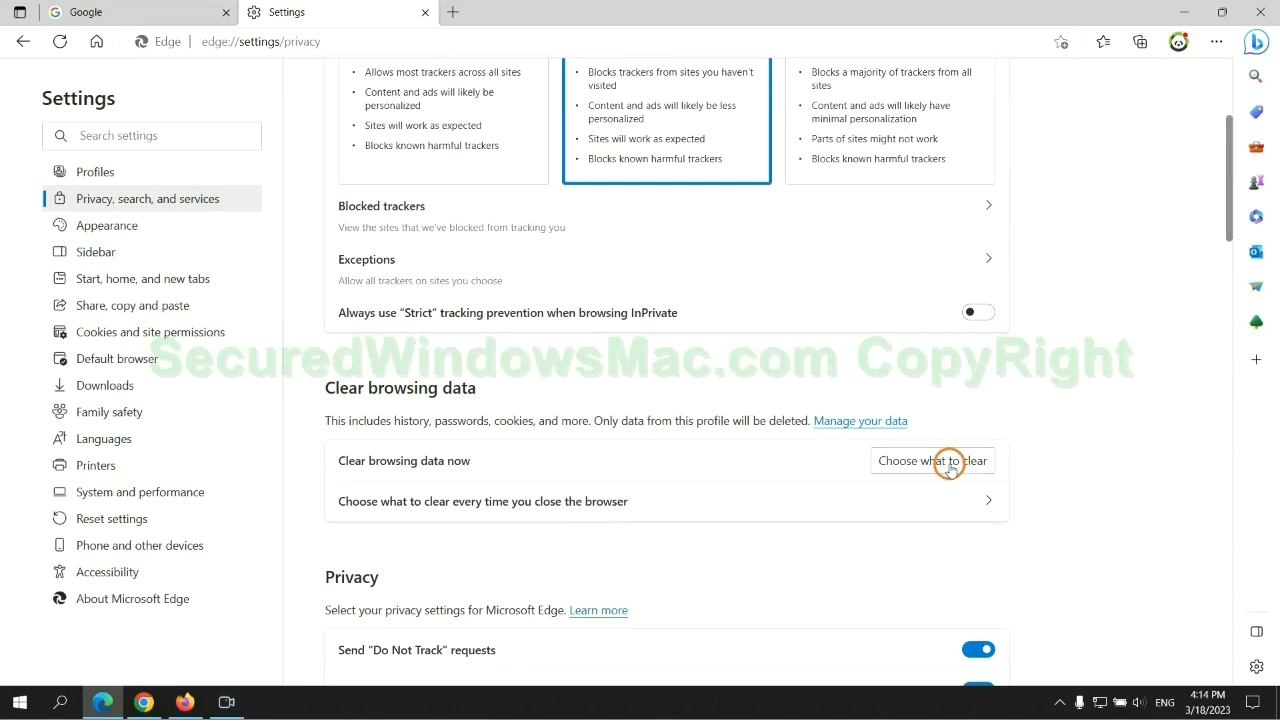 Google
Settings
Edge
edge://settings/privacy
Settings
Search settings
Profiles
Privacy, search, and services
Appearance
Sidebar
Start, home, and new tabs
Share, copy and paste
Cookies and site permissions
Default browser
Downloads
Family safety
Languages
Printers
System and performance
Reset settings
Phone and other devices
Accessibility
About Microsoft Edge
Allows most trackers across all sites
Content and ads will likely be
personalized
Sites will work as expected
Blocks known harmful trackers
Blocks trackers from sites you haven't
visited
Content and ads will likely be less
personalized
Sites will work as expected
Blocks known harmful trackers
Blocks a majority of trackers from all
sites
Content and ads will likely have
minimal personalization
Parts of sites might not work
Blocks known harmful trackers
Blocked trackers
View the sites that we've blocked from tracking you
Exceptions
Allow all trackers on sites you choose
Always use “Strict” tracking prevention when browsing InPrivate
SecuredWindowsMac.com CopyRight
Clear browsing data
This includes history, passwords, cookies, and more. Only data from this profile will be deleted. Manage your data
Clear browsing data now
Choose what to clear
Choose what to clear every time you close the browser
Privacy
Select your privacy settings for Microsoft Edge. Learn more
Send "Do Not Track" requests
ENG
4:14 PM
3/18/2023